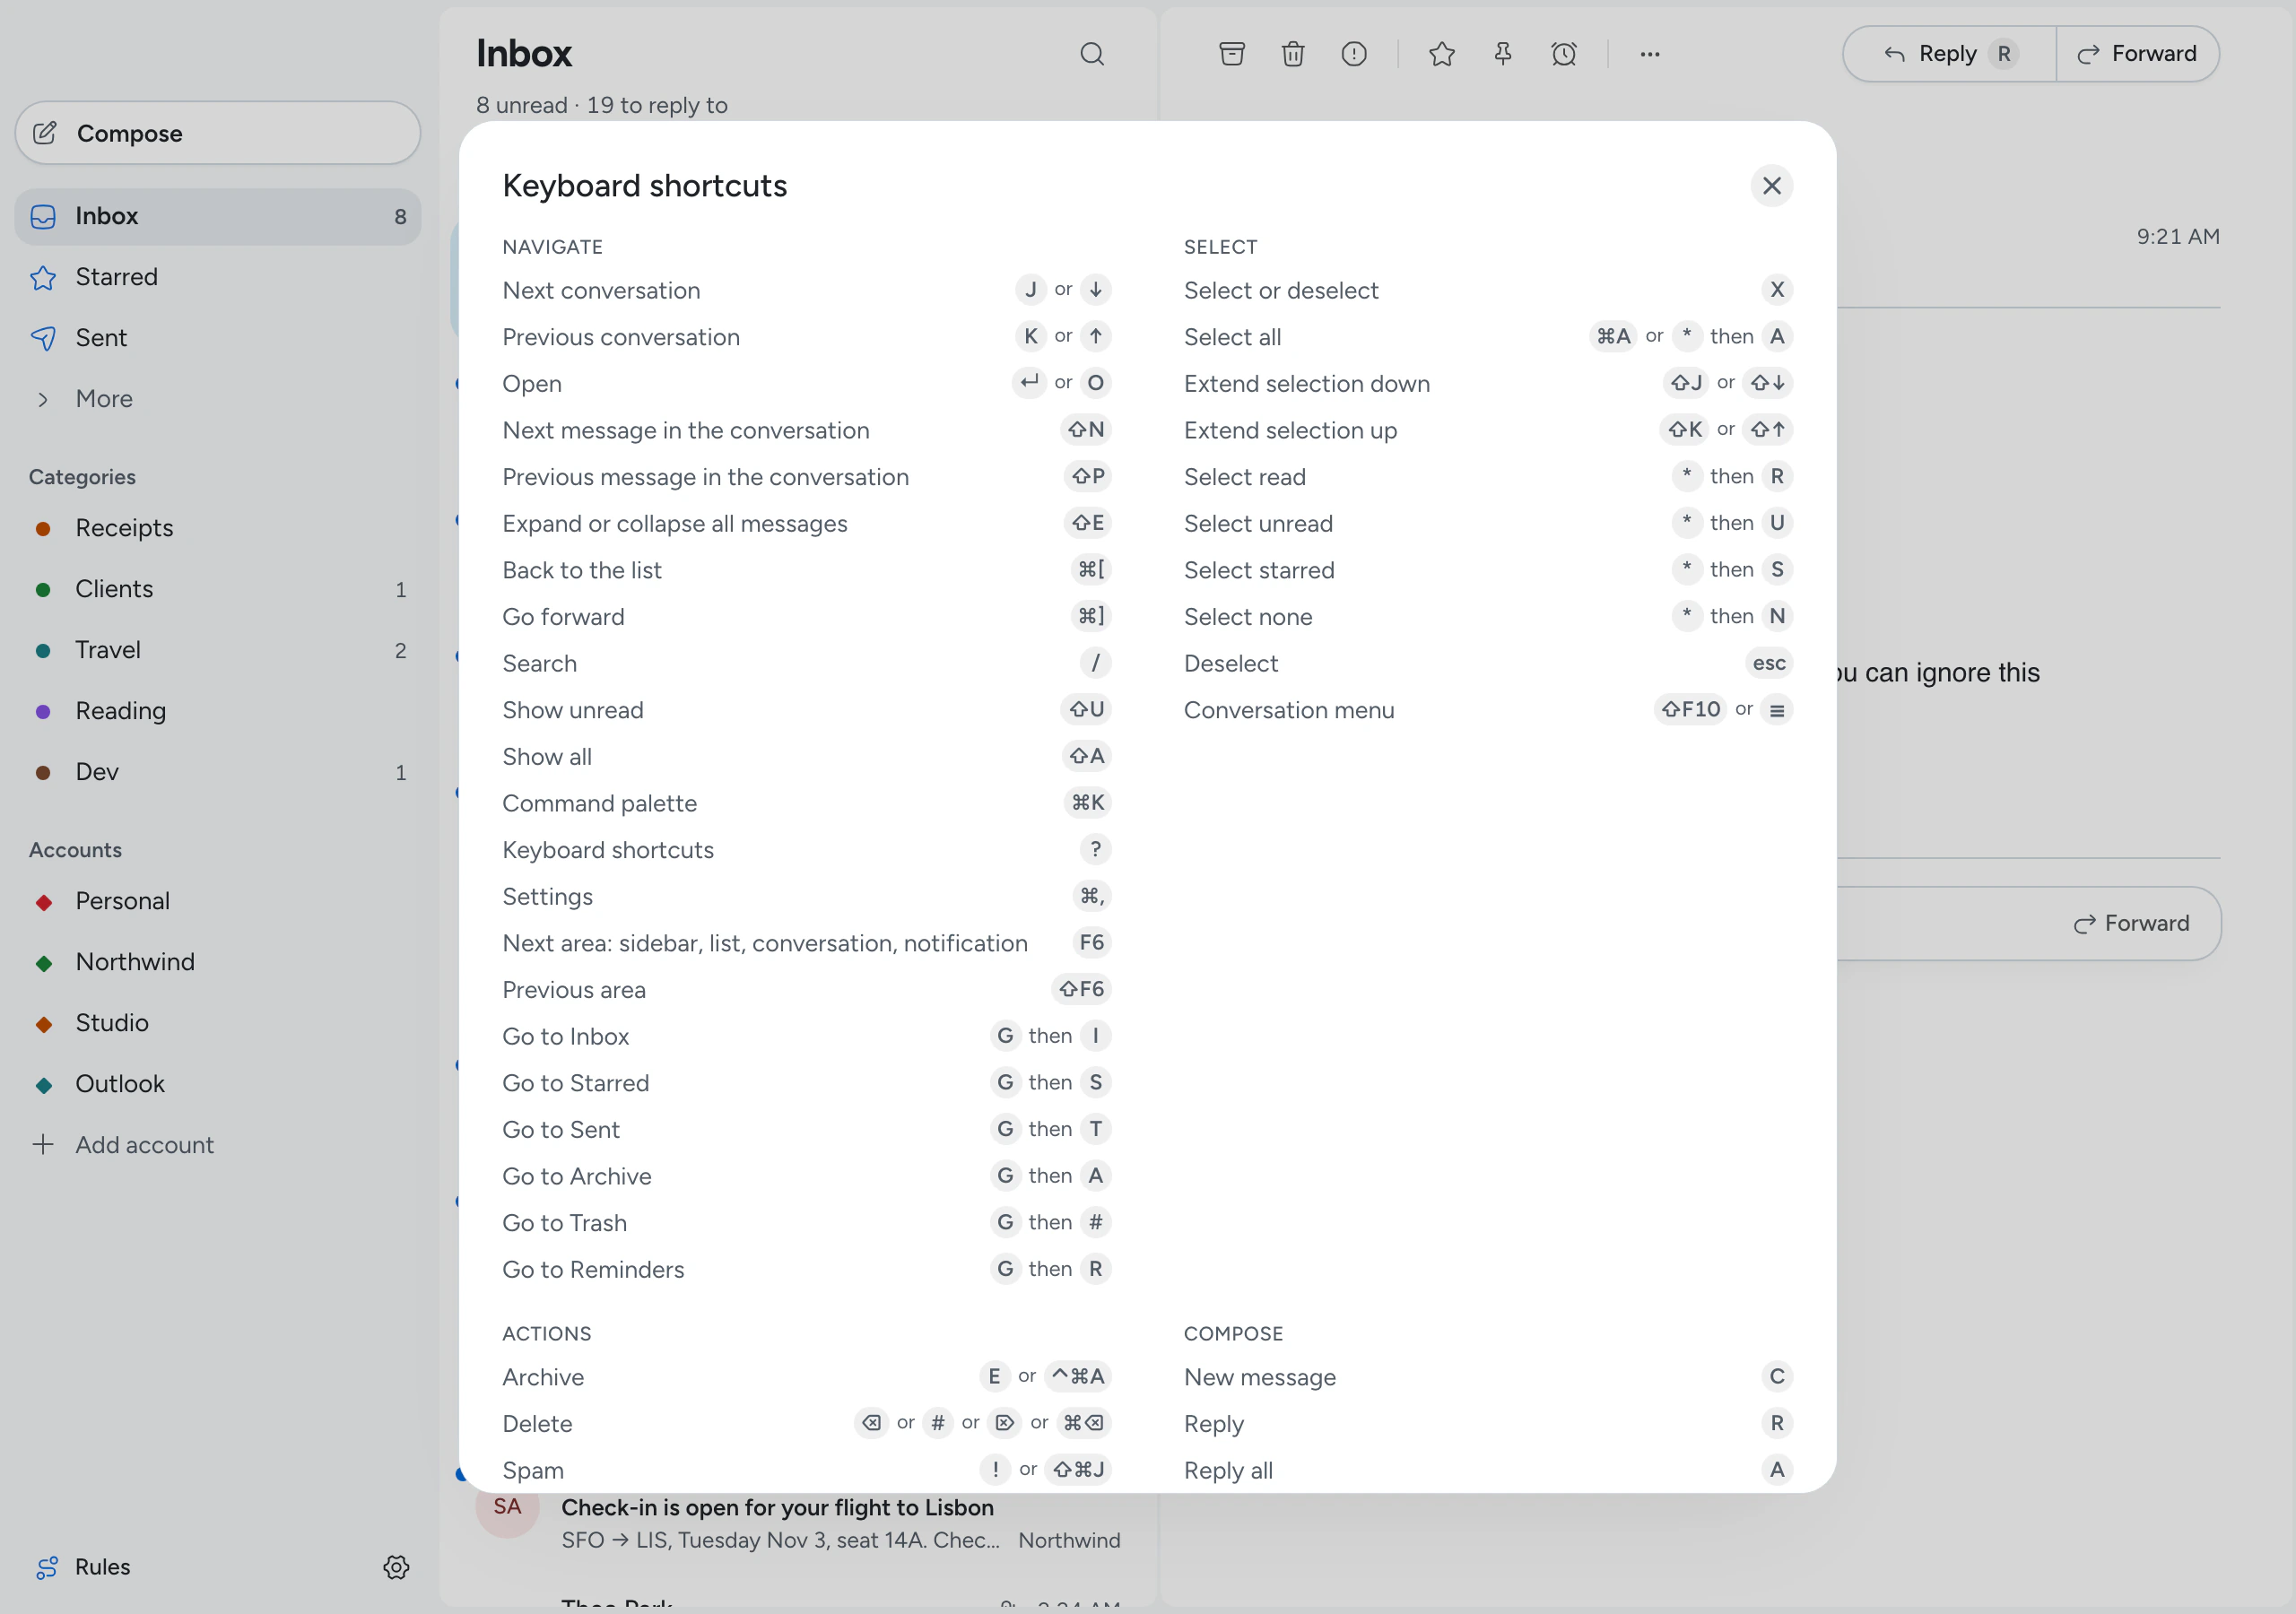 Inbox
8 unread · 19 to reply to
Reply R
Forward
Compose
Inbox 8
Starred
Sent
More
Categories
Receipts
Clients 1
Travel 2
Reading
Dev 1
Accounts
Personal
Northwind
Studio
Outlook
Add account
Rules
Keyboard shortcuts
NAVIGATE
Next conversation J or ↓
Previous conversation K or ↑
Open ↵ or O
Next message in the conversation ⇧N
Previous message in the conversation ⇧P
Expand or collapse all messages ⇧E
Back to the list ⌘[
Go forward ⌘]
Search /
Show unread ⇧U
Show all ⇧A
Command palette ⌘K
Keyboard shortcuts ?
Settings ⌘,
Next area: sidebar, list, conversation, notification F6
Previous area ⇧F6
Go to Inbox G then I
Go to Starred G then S
Go to Sent G then T
Go to Archive G then A
Go to Trash G then #
Go to Reminders G then R
SELECT
Select or deselect X
Select all ⌘A or * then A
Extend selection down ⇧J or ⇧↓
Extend selection up ⇧K or ⇧↑
Select read * then R
Select unread * then U
Select starred * then S
Select none * then N
Deselect esc
Conversation menu ⇧F10 or ≡
ACTIONS
Archive E or ^⌘A
Delete ⌫ or # or ⌦ or ⌘⌫
Spam ! or ⇧⌘J
COMPOSE
New message C
Reply R
Reply all A
9:21 AM
can ignore this
Forward
SA
Check-in is open for your flight to Lisbon
SFO → LIS, Tuesday Nov 3, seat 14A. Chec... Northwind